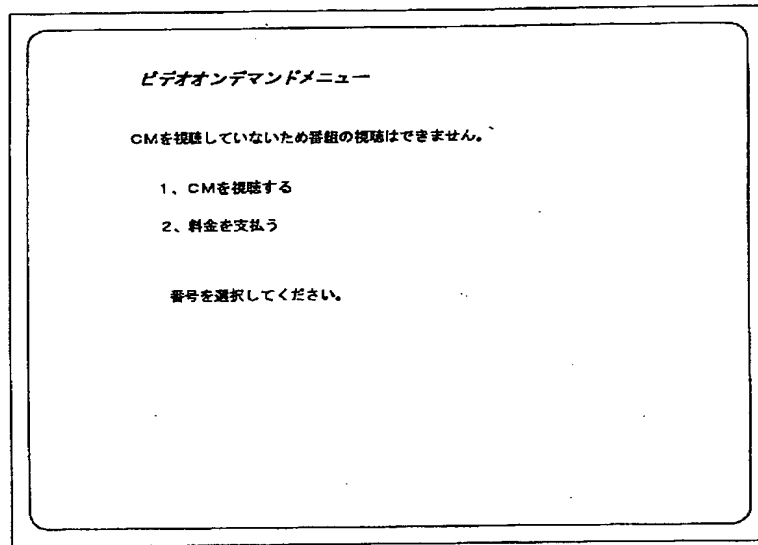 ビデオオンデマンドメニュー
CMを視聴していないため番組の視聴はできません。
1、CMを視聴する
2、料金を支払う
番号を選択してください。